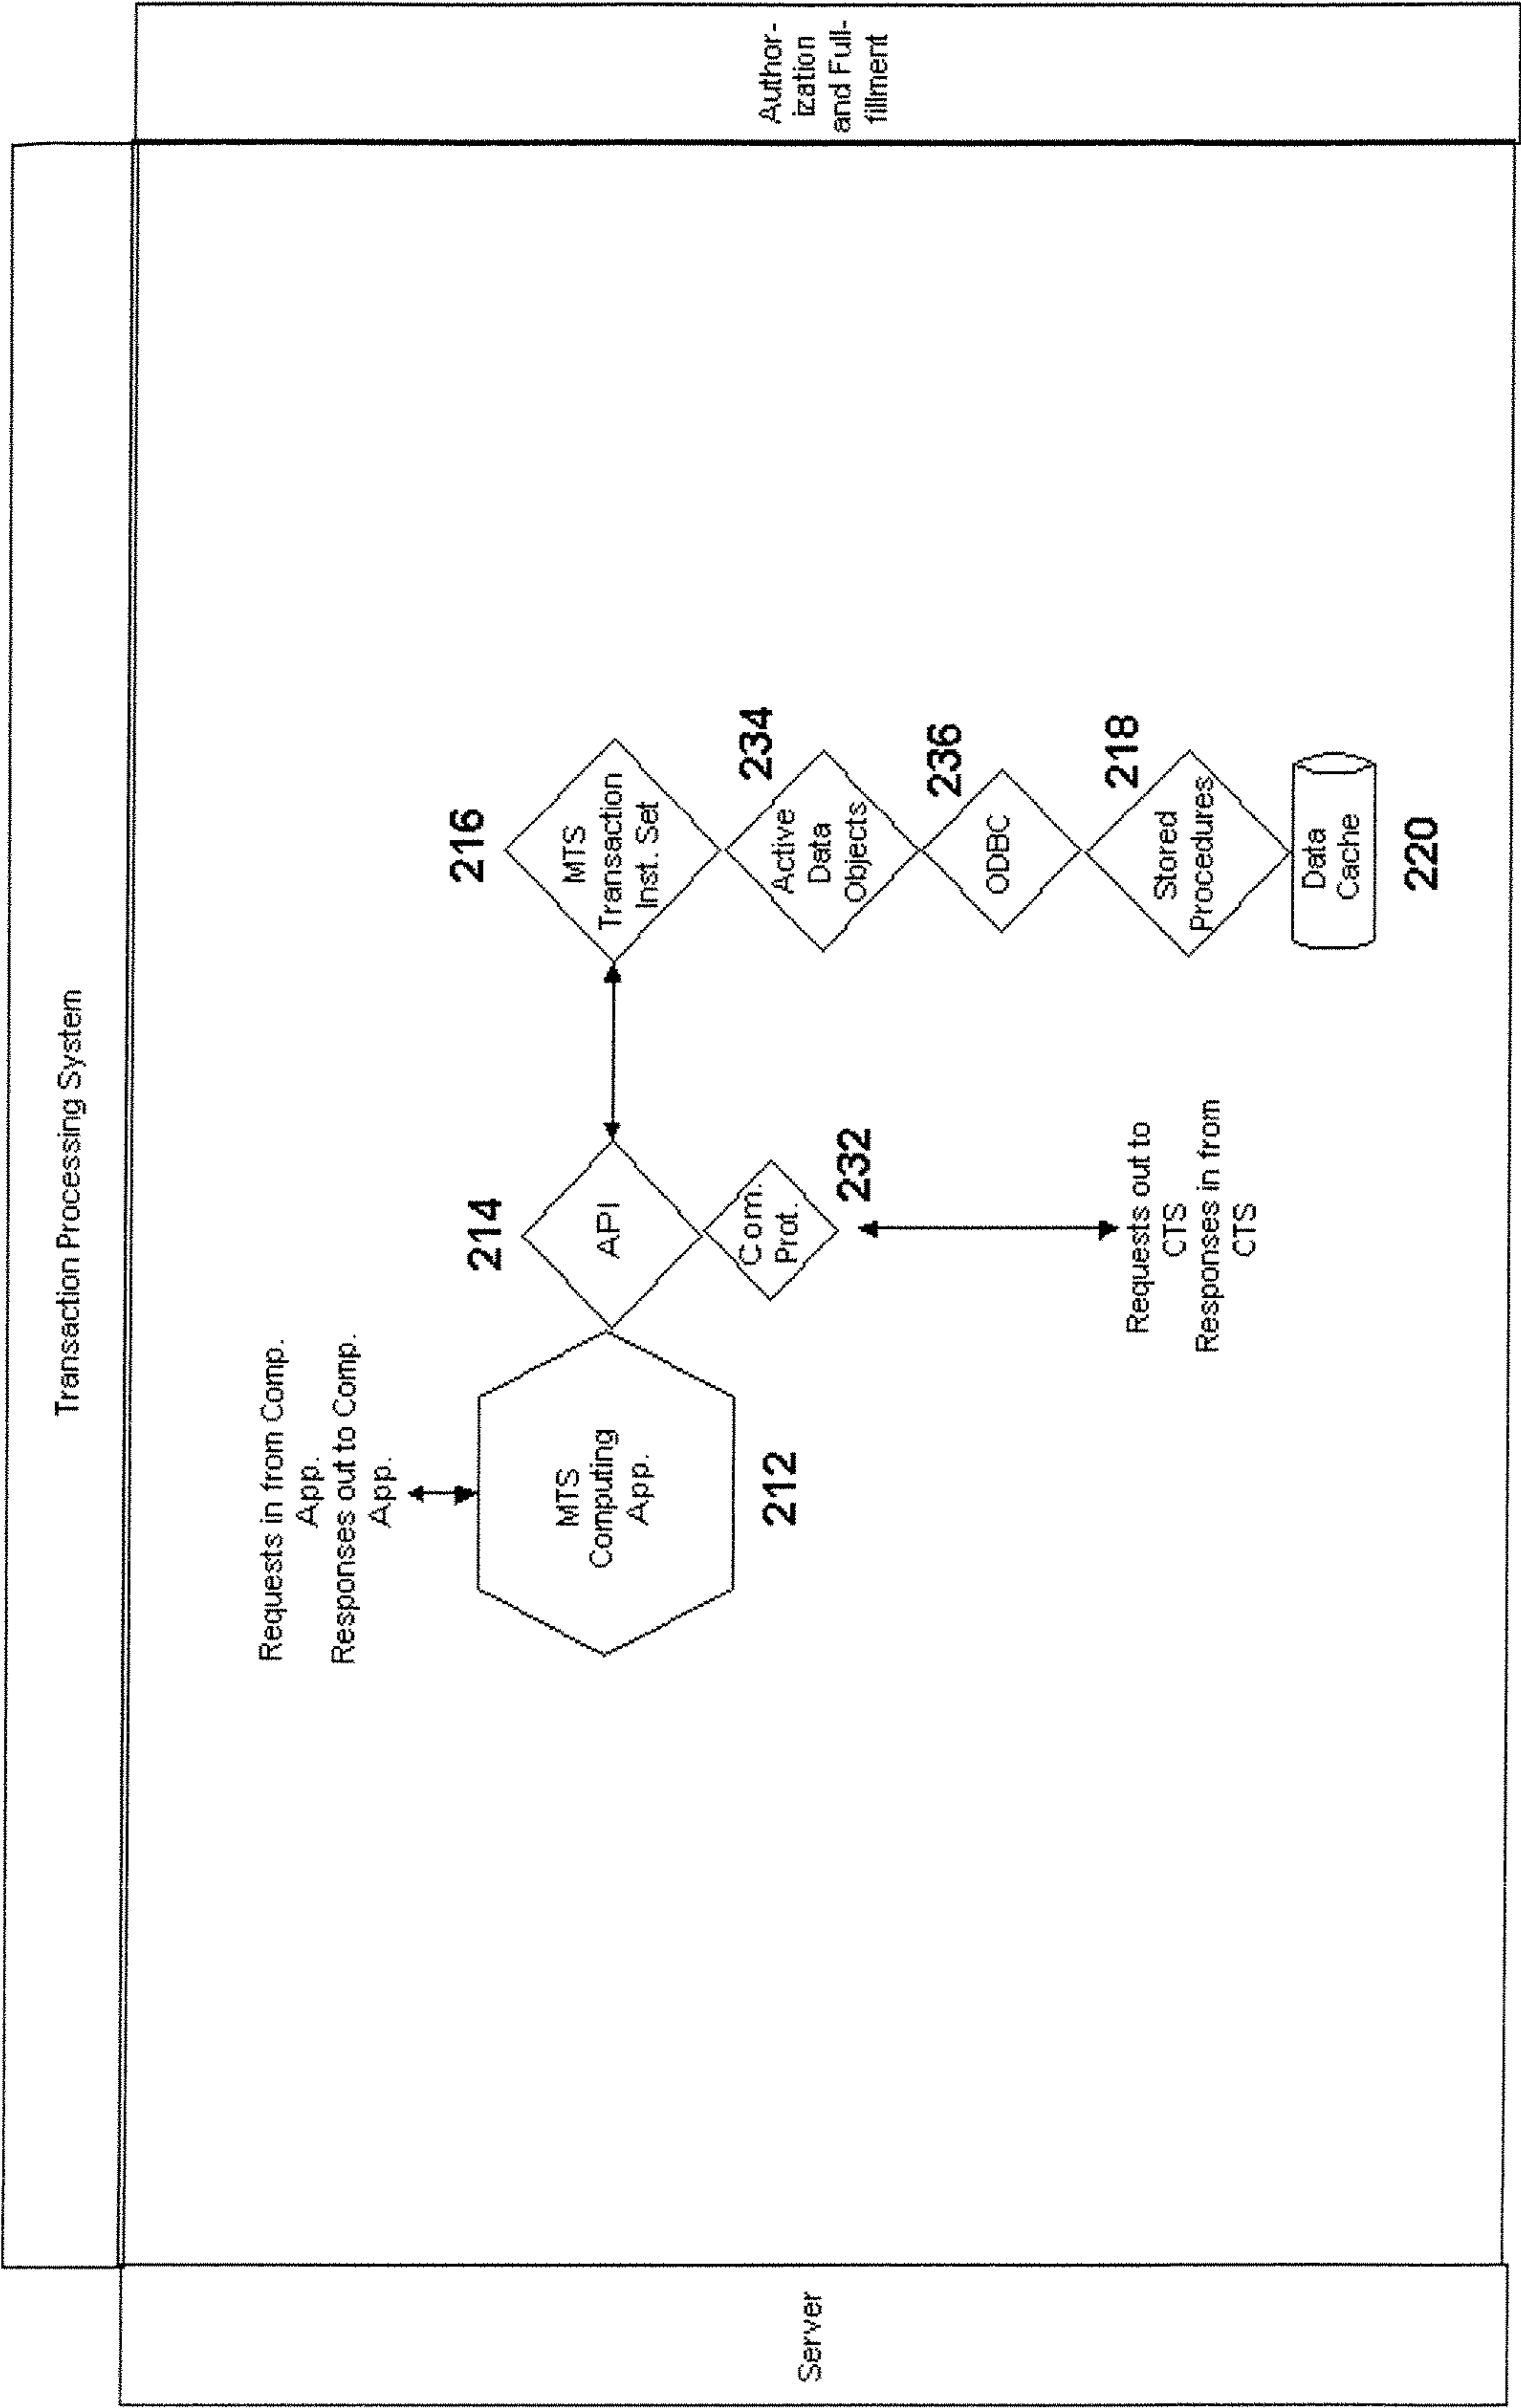 Transaction Processing System
Server
Requests in from Comp.
App.
Responses out to Comp.
App.
MTS
Computing
App.
212
214
API
Com.
Prot.
232
Requests out to
CTS
Responses in from
CTS
216
MTS
Transaction
Inst. Set
234
Active
Data
Objects
236
ODBC
218
Stored
Procedures
Data
Cache
220
Author-
ization
and Full-
fillment